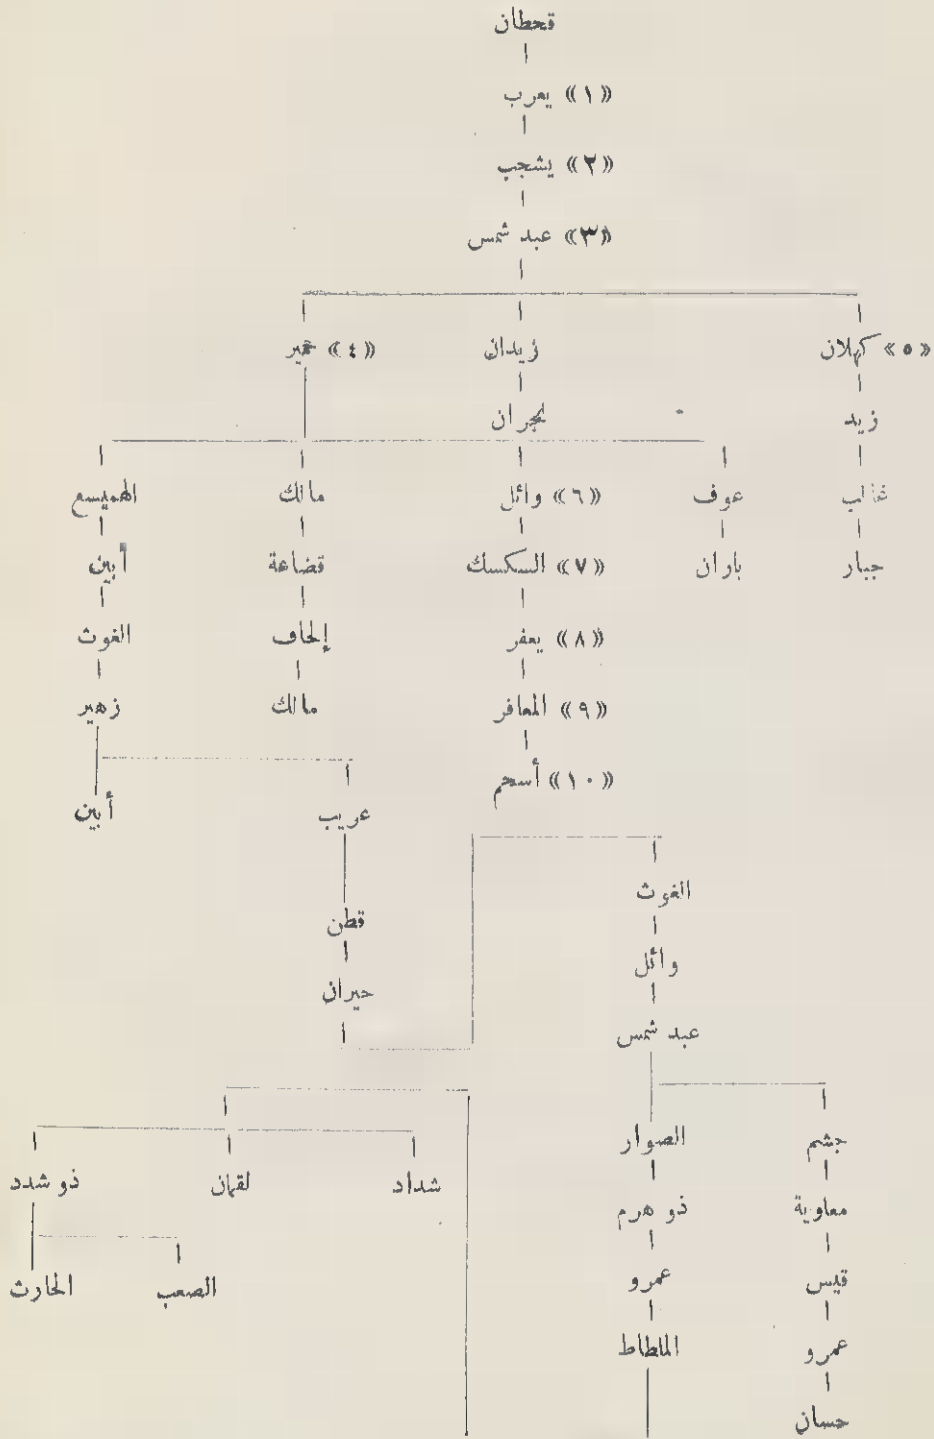 قحطان
«١» يعرب
«٢» يشجب
«٣» عبد شمس
«٥» كهلان زيدان «٤» حمير
زيد نجران
غالب عوف «٦» وائل مالك الهميسع
جبار باران «٧» السكسك قضاعة أبين
«٨» يعفر إلحاف الغوث
«٩» المعافر مالك زهير
«١٠» أسحم
عريب أبين
الغوث
قطن
وائل
حيران
عبد شمس
جشم الصوار
شداد لقمان ذو شدد
معاوية ذو هرم
قيس عمرو الصعب الحارث
عمرو الملطاط
حسان